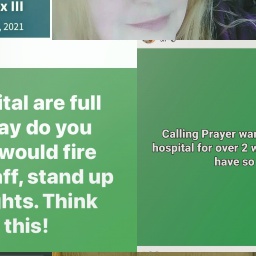 x III
, 2021
ital are full
ay do you
would fire
aff, stand up
hts. Think
this!
Calling Prayer war
hospital for over 2 w
have so